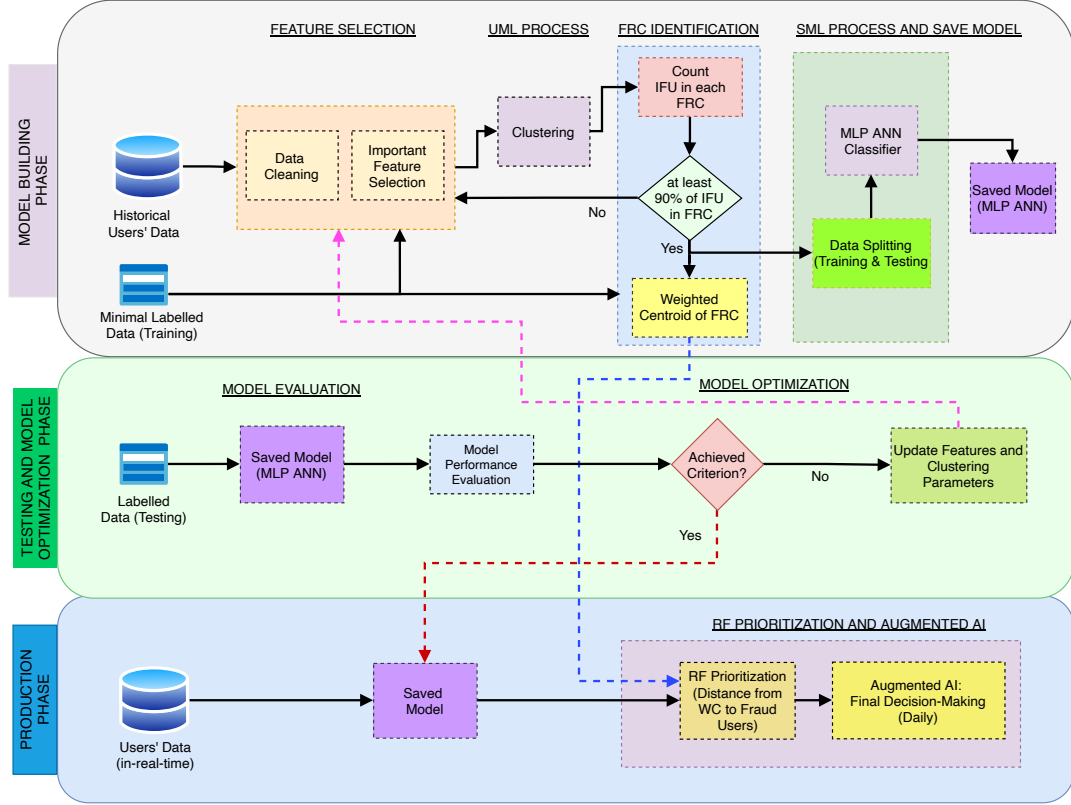 MODEL BUILDING
PHASE
FEATURE SELECTION
UML PROCESS
FRC IDENTIFICATION
SML PROCESS AND SAVE MODEL
Historical
Users' Data
Data
Cleaning
Important
Feature
Selection
Clustering
Count
IFU in each
FRC
at least
90% of IFU
in FRC
No
Yes
MLP ANN
Classifier
Saved Model
(MLP ANN)
Data Splitting
(Training & Testing
Minimal Labelled
Data (Training)
Weighted
Centroid of FRC
TESTING AND MODEL
OPTIMIZATION PHASE
MODEL EVALUATION
MODEL OPTIMIZATION
Labelled
Data (Testing)
Saved Model
(MLP ANN)
Model
Performance
Evaluation
Achieved
Criterion?
No
Yes
Update Features and
Clustering
Parameters
PRODUCTION
PHASE
RF PRIORITIZATION AND AUGMENTED AI
Users' Data
(in-real-time)
Saved
Model
RF Prioritization
(Distance from
WC to Fraud
Users)
Augmented AI:
Final Decision-Making
(Daily)